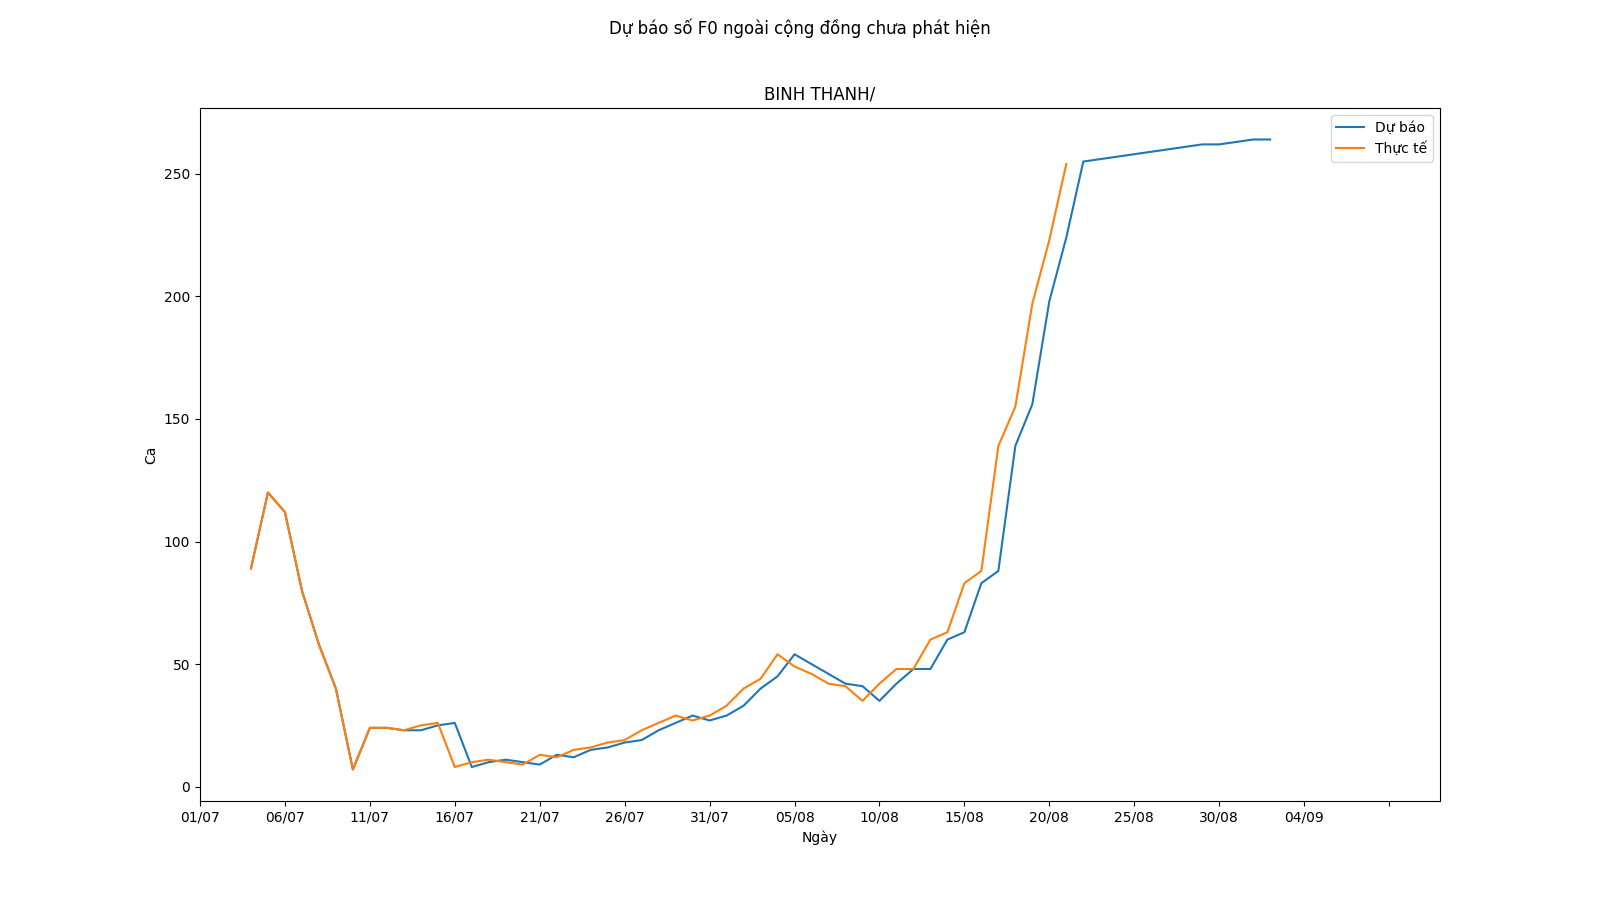 Dự báo số F0 ngoài cộng đồng chưa phát hiện
BINH THANH/
Dự báo
Thực tế
250
200
150
100
50
0
Ca
01/07 06/07 11/07 16/07 21/07 26/07 31/07 05/08 10/08 15/08 20/08 25/08 30/08 04/09
Ngày